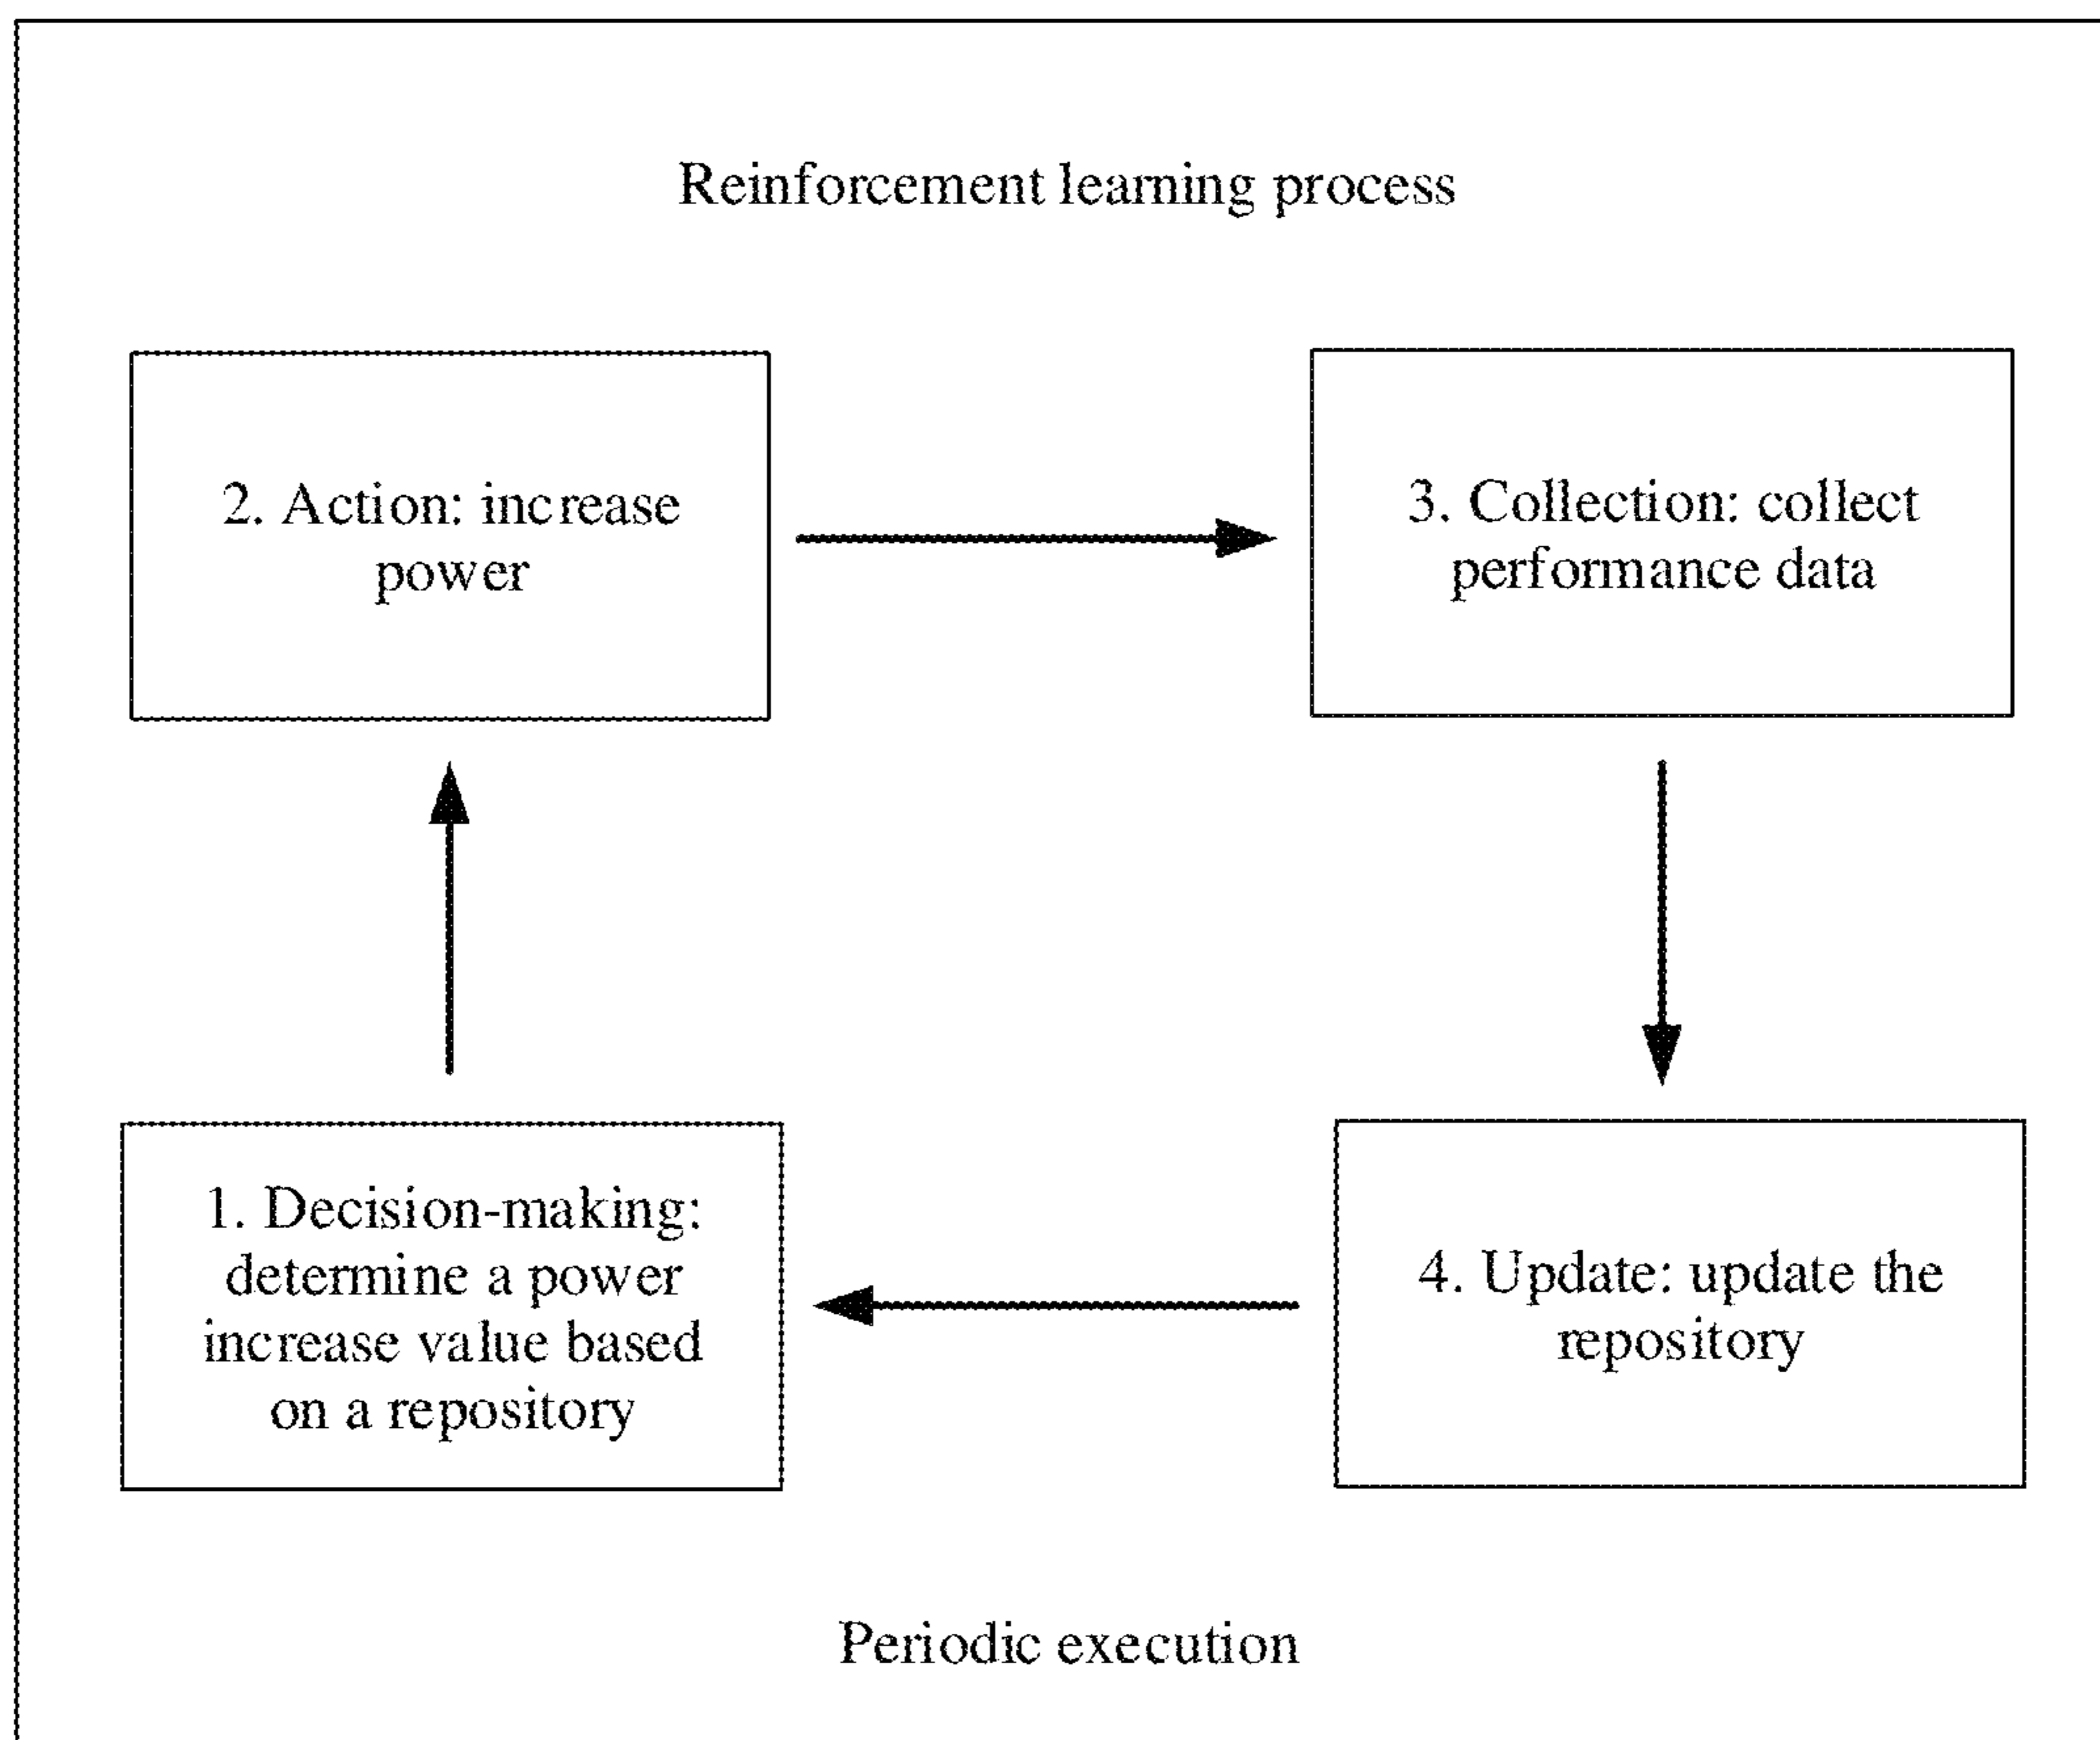 Reinforcement learning process
2. Action: increase
power
3. Collection: collect
performance data
1. Decision-making:
determine a power
increase value based
on a repository
4. Update: update the
repository
Periodic execution